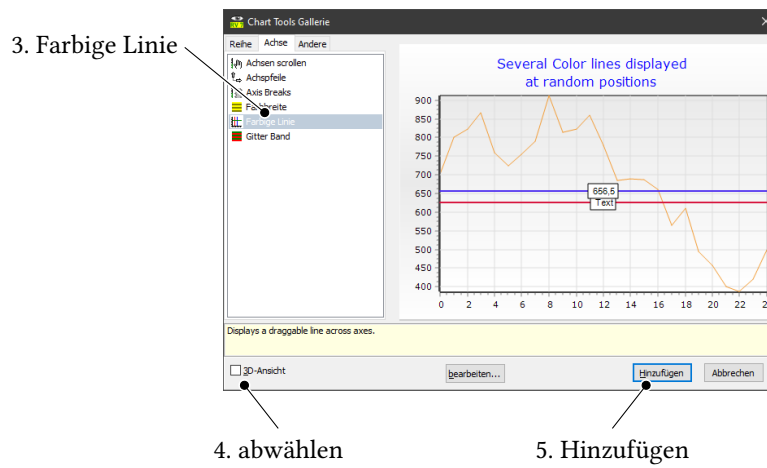 Chart Tools Gallerie
3. Farbige Linie
Reihe Achse Andere
Achsen scrollen
Achspfeile
Axis Breaks
Farbbreite
Farbige Linie
Gitter Band
Several Color lines displayed
at random positions
900
850
800
750
700
650
600
550
500
450
400
666,6
Text
0 2 4 6 8 10 12 14 16 18 20 22
Displays a draggable line across axes.
3D-Ansicht
bearbeiten...
Hinzufügen
Abbrechen
4. abwählen
5. Hinzufügen